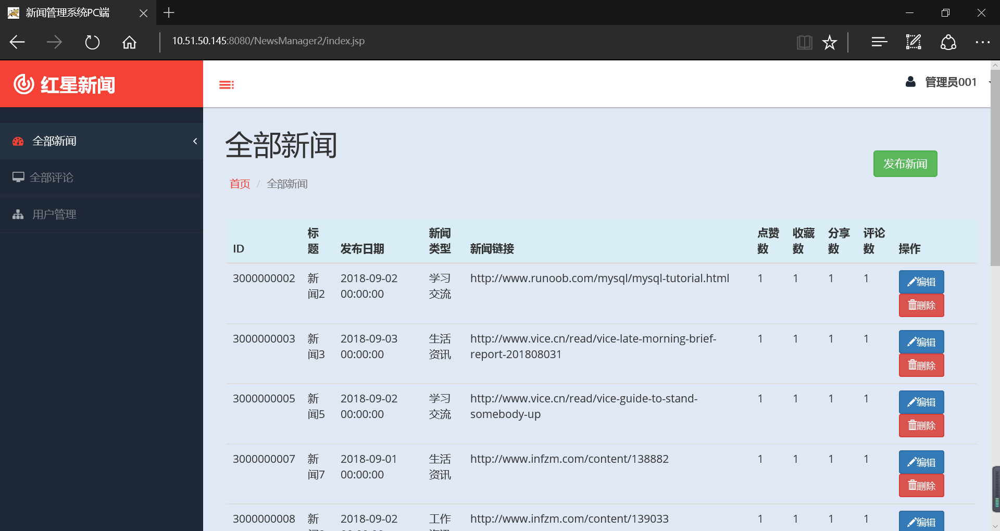 新闻管理系统PC端
10.51.50.145:8080/NewsManager2/index.jsp
红星新闻
管理员001
全部新闻
全部评论
用户管理
全部新闻
发布新闻
首页 / 全部新闻
ID 标题 发布日期 新闻类型 新闻链接 点赞数 收藏数 分享数 评论数 操作
3000000002 新闻2 2018-09-02 00:00:00 学习交流 http://www.runoob.com/mysql/mysql-tutorial.html 1 1 1 1 编辑 删除
3000000003 新闻3 2018-09-03 00:00:00 生活资讯 http://www.vice.cn/read/vice-late-morning-brief-report-201808031 1 1 1 1 编辑 删除
3000000005 新闻5 2018-09-02 00:00:00 学习交流 http://www.vice.cn/read/vice-guide-to-stand-somebody-up 1 1 1 1 编辑 删除
3000000007 新闻7 2018-09-01 00:00:00 生活资讯 http://www.infzm.com/content/138882 1 1 1 1 编辑 删除
3000000008 新 2018-09-02 工作 http://www.infzm.com/content/139033 1 1 1 1 编辑